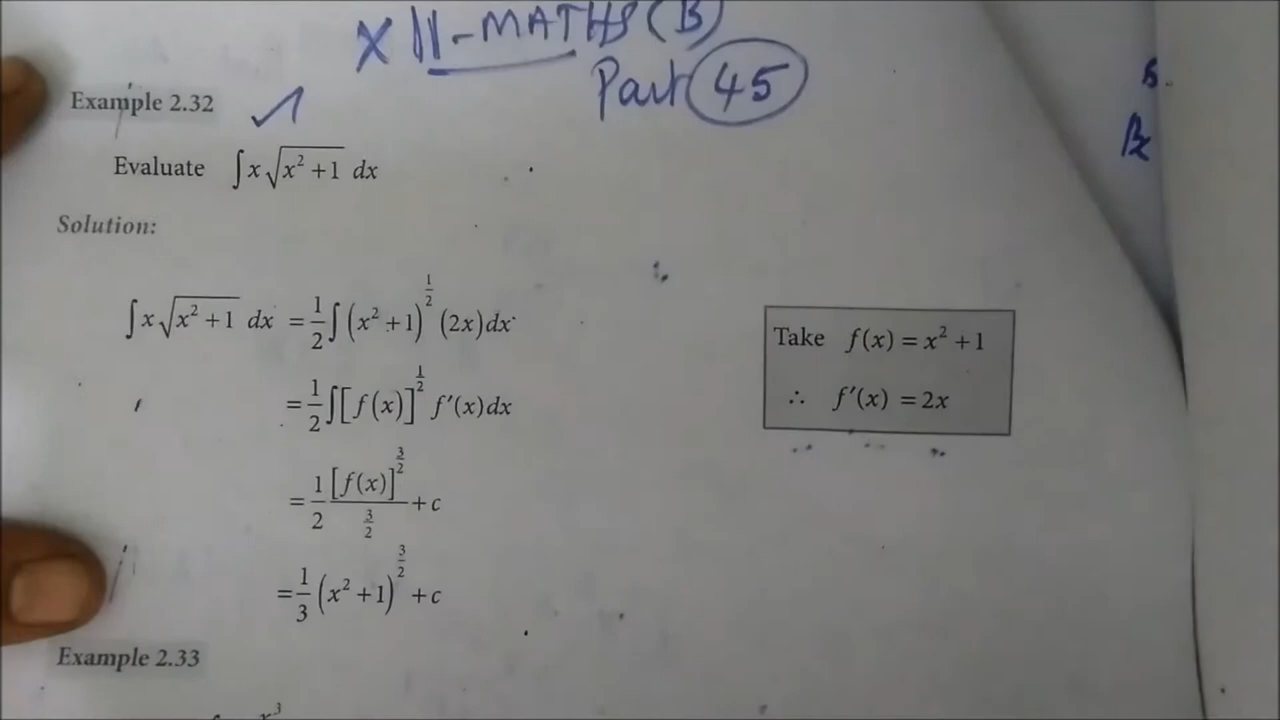 XII-MATHS(B)
Part 45
Example 2.32
Evaluate ∫x√(x² +1) dx
Solution:
∫x√(x² +1) dx = 1/2 ∫(x² +1)^(1/2) (2x)dx
= 1/2 ∫[f(x)]^(1/2) f'(x)dx
= 1/2 [f(x)]^(3/2) / (3/2) + c
= 1/3 (x² +1)^(3/2) + c
Take f(x) = x² +1
∴ f'(x) = 2x
Example 2.33